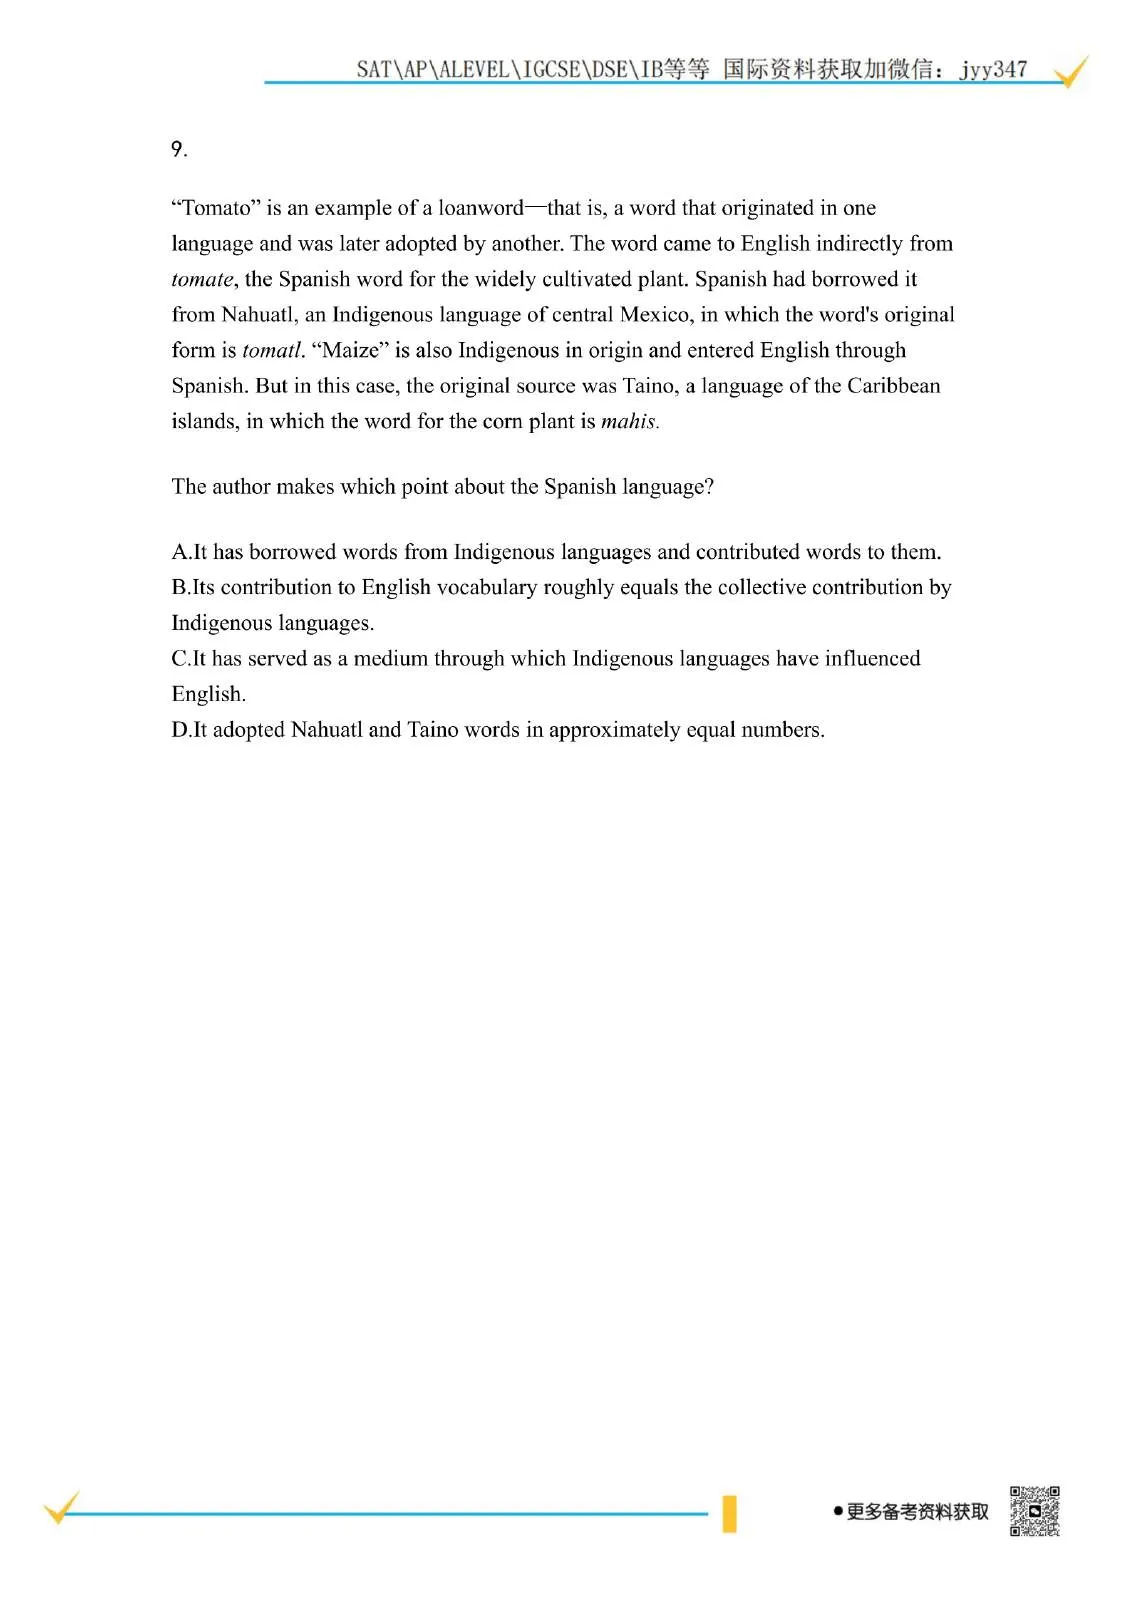 SAT\AP\ALEVEL\IGCSE\DSE\IB等等 国际资料获取加微信：jyy347
9.
“Tomato” is an example of a loanword—that is, a word that originated in one
language and was later adopted by another. The word came to English indirectly from
tomate, the Spanish word for the widely cultivated plant. Spanish had borrowed it
from Nahuatl, an Indigenous language of central Mexico, in which the word's original
form is tomatl. “Maize” is also Indigenous in origin and entered English through
Spanish. But in this case, the original source was Taino, a language of the Caribbean
islands, in which the word for the corn plant is mahis.
The author makes which point about the Spanish language?
A.It has borrowed words from Indigenous languages and contributed words to them.
B.Its contribution to English vocabulary roughly equals the collective contribution by
Indigenous languages.
C.It has served as a medium through which Indigenous languages have influenced
English.
D.It adopted Nahuatl and Taino words in approximately equal numbers.
●更多备考资料获取